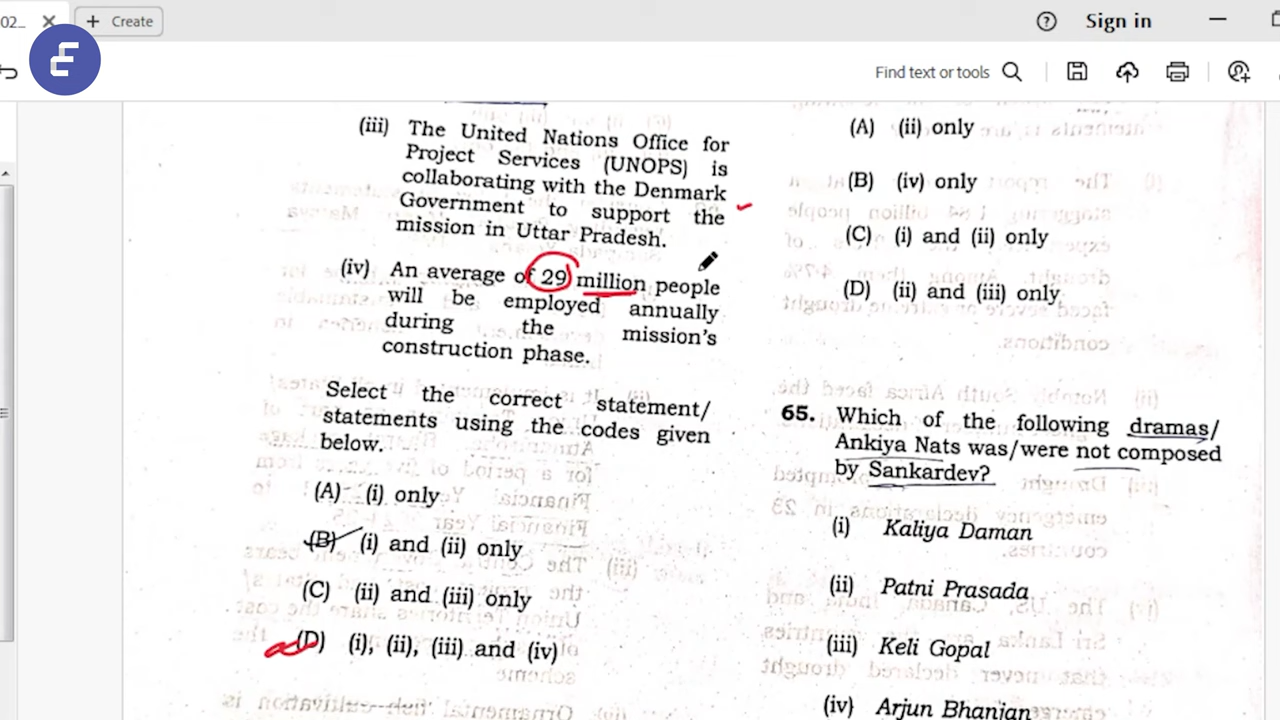 02_
Create
Sign in
Find text or tools
(iii) The United Nations Office for
Project Services (UNOPS) is
collaborating with the Denmark
Government to support the
mission in Uttar Pradesh.
(iv) An average of 29 million people
will be employed annually
during the mission's
construction phase.
Select the correct statement/
statements using the codes given
below.
(A) (i) only
(B) (i) and (ii) only
(C) (ii) and (iii) only
(D) (i), (ii), (iii) and (iv)
(A) (ii) only
(B) (iv) only
(C) (i) and (ii) only
(D) (ii) and (iii) only
65. Which of the following dramas/
Ankiya Nats was/were not composed
by Sankardev?
(i) Kaliya Daman
(ii) Patni Prasada
(iii) Keli Gopal
(iv) Arjun Bhanjan